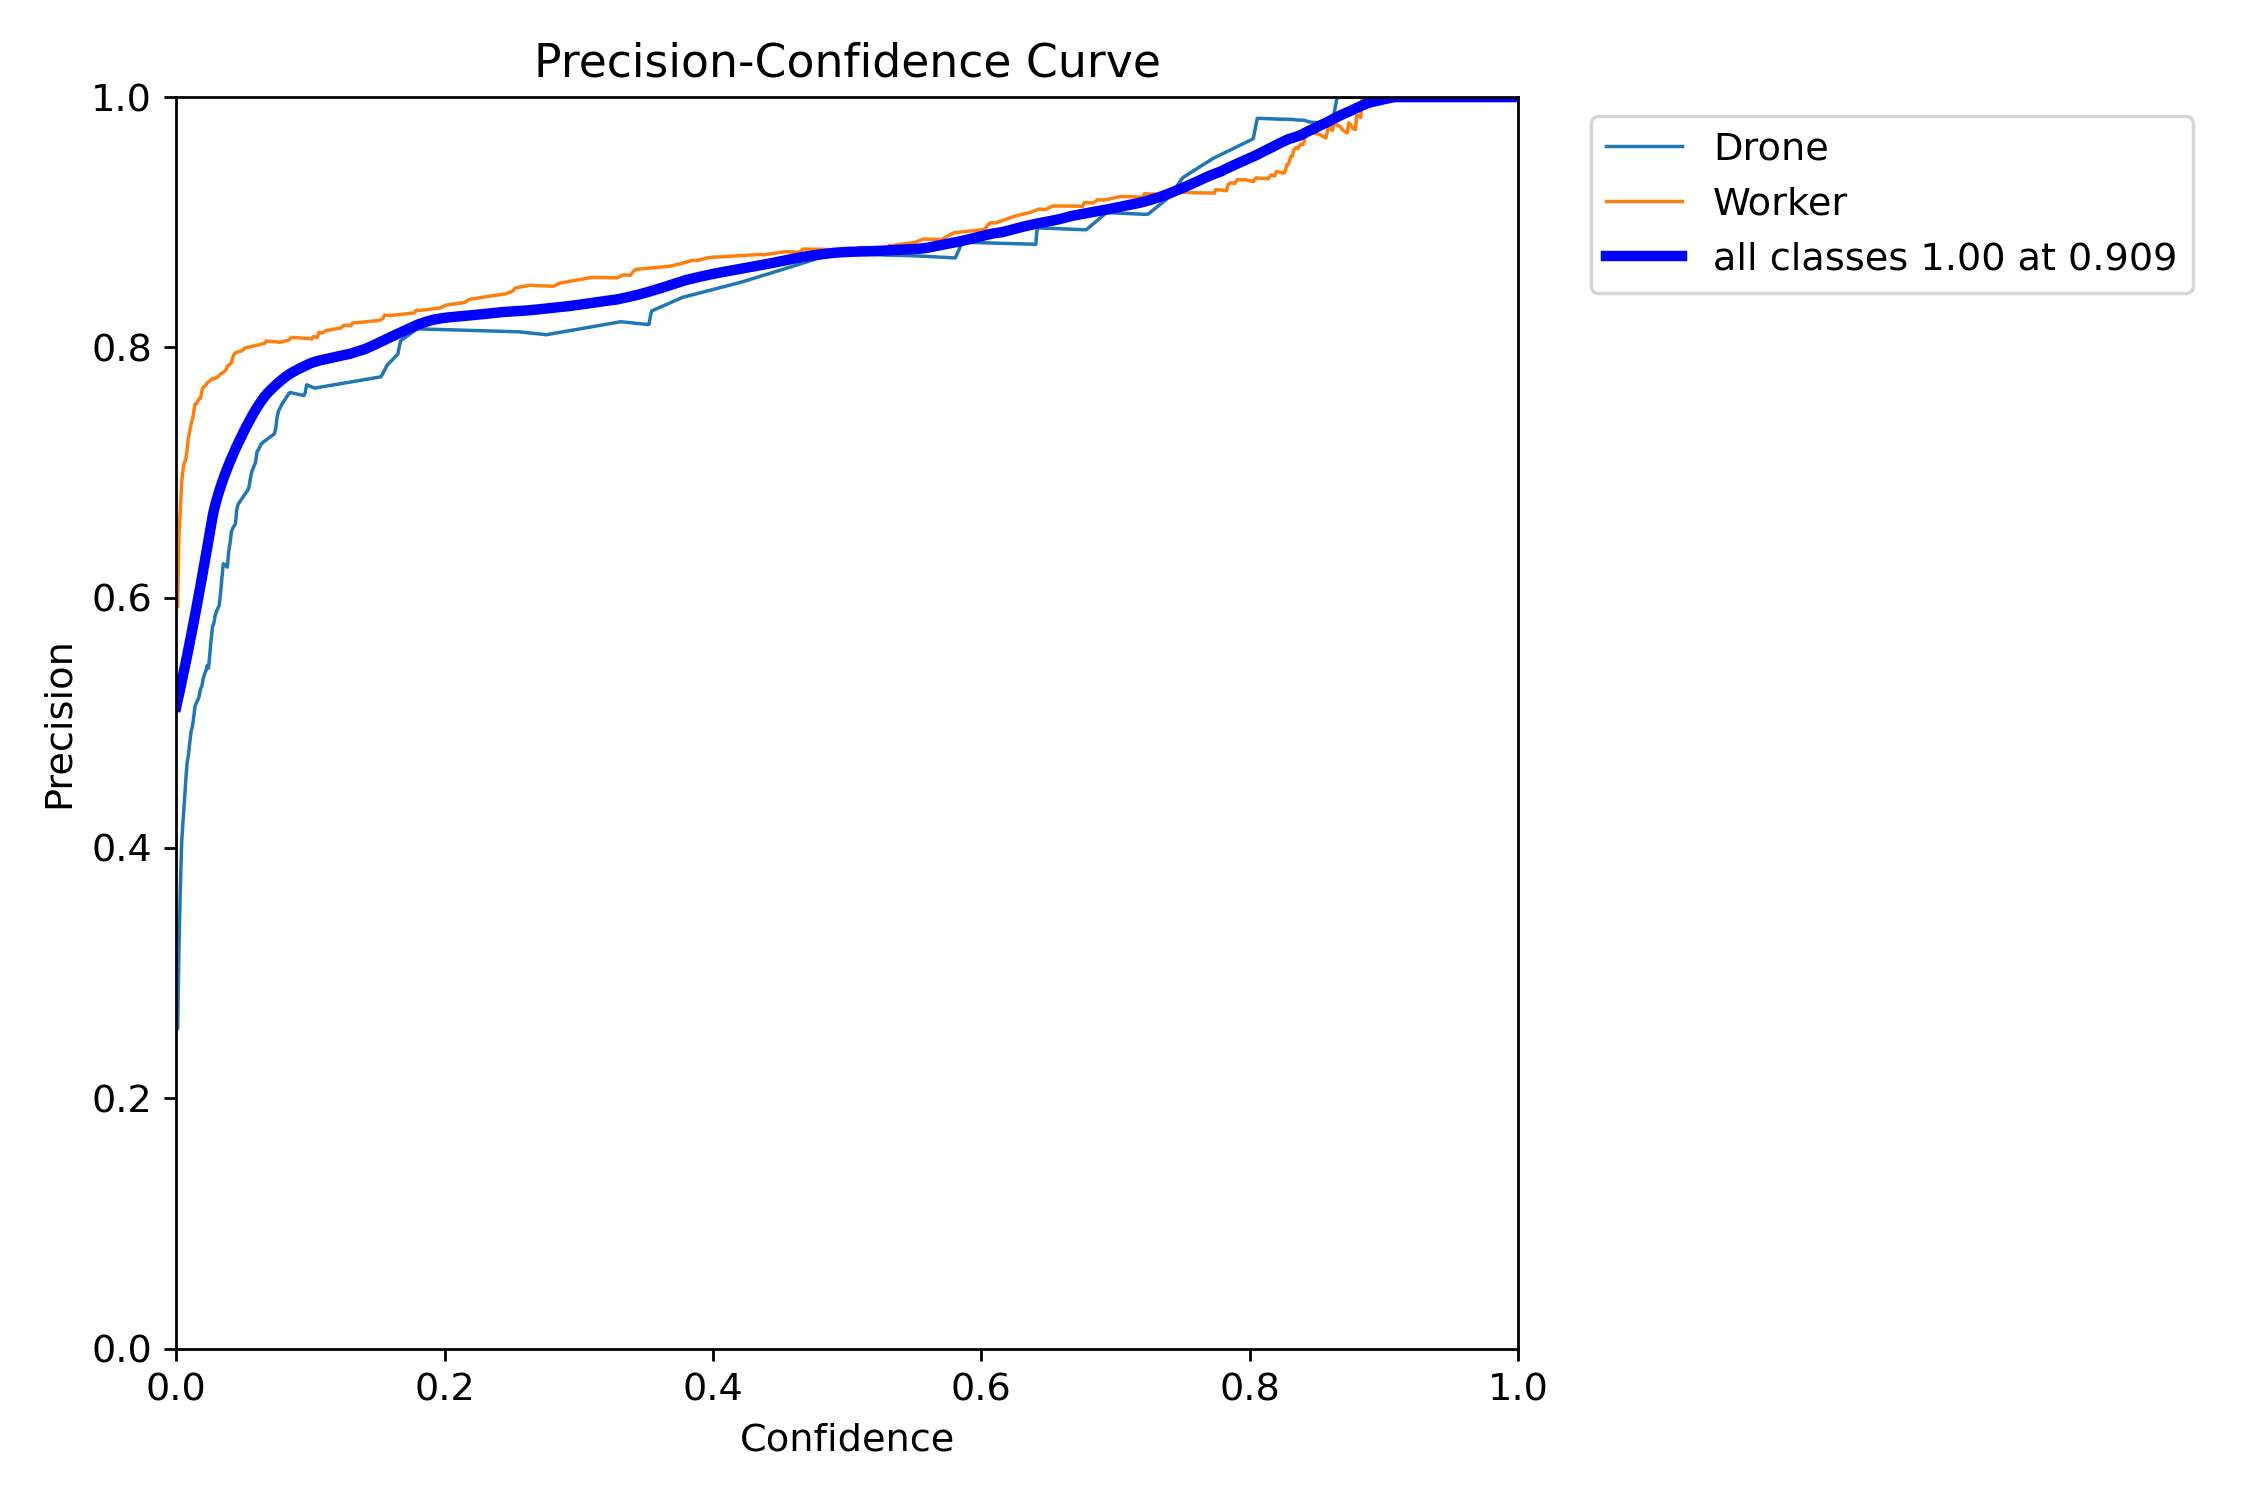 Precision-Confidence Curve
1.0
0.8
0.6
0.4
0.2
0.0
Precision
0.0 0.2 0.4 0.6 0.8 1.0
Confidence
Drone
Worker
all classes 1.00 at 0.909